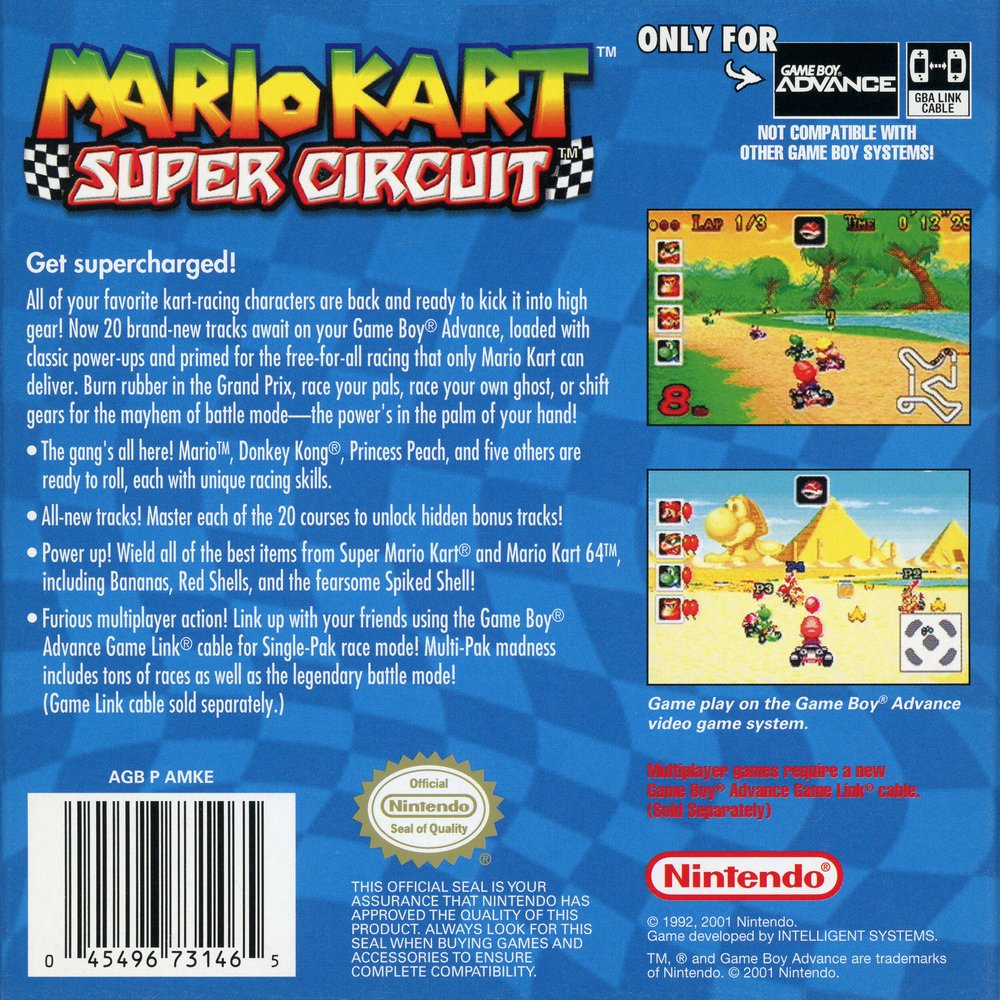 MARIO KART™
SUPER CIRCUIT™
ONLY FOR
GAME BOY®
ADVANCE
GBA LINK
CABLE
NOT COMPATIBLE WITH
OTHER GAME BOY SYSTEMS!
Get supercharged!
All of your favorite kart-racing characters are back and ready to kick it into high
gear! Now 20 brand-new tracks await on your Game Boy® Advance, loaded with
classic power-ups and primed for the free-for-all racing that only Mario Kart can
deliver. Burn rubber in the Grand Prix, race your pals, race your own ghost, or shift
gears for the mayhem of battle mode—the power's in the palm of your hand!
• The gang's all here! Mario™, Donkey Kong®, Princess Peach, and five others are
ready to roll, each with unique racing skills.
• All-new tracks! Master each of the 20 courses to unlock hidden bonus tracks!
• Power up! Wield all of the best items from Super Mario Kart® and Mario Kart 64™,
including Bananas, Red Shells, and the fearsome Spiked Shell!
• Furious multiplayer action! Link up with your friends using the Game Boy®
Advance Game Link® cable for Single-Pak race mode! Multi-Pak madness
includes tons of races as well as the legendary battle mode!
(Game Link cable sold separately.)
LAP 1/3 TIME 0'12"25
?
8
P4
P3
P2
Game play on the Game Boy® Advance
video game system.
Multiplayer games require a new
Game Boy® Advance Game Link® cable.
(Sold Separately)
AGB P AMKE
0 45496 73146 5
Official
Nintendo
Seal of Quality
®
THIS OFFICIAL SEAL IS YOUR
ASSURANCE THAT NINTENDO HAS
APPROVED THE QUALITY OF THIS
PRODUCT. ALWAYS LOOK FOR THIS
SEAL WHEN BUYING GAMES AND
ACCESSORIES TO ENSURE
COMPLETE COMPATIBILITY.
Nintendo®
© 1992, 2001 Nintendo.
Game developed by INTELLIGENT SYSTEMS.
TM, ® and Game Boy Advance are trademarks
of Nintendo. © 2001 Nintendo.